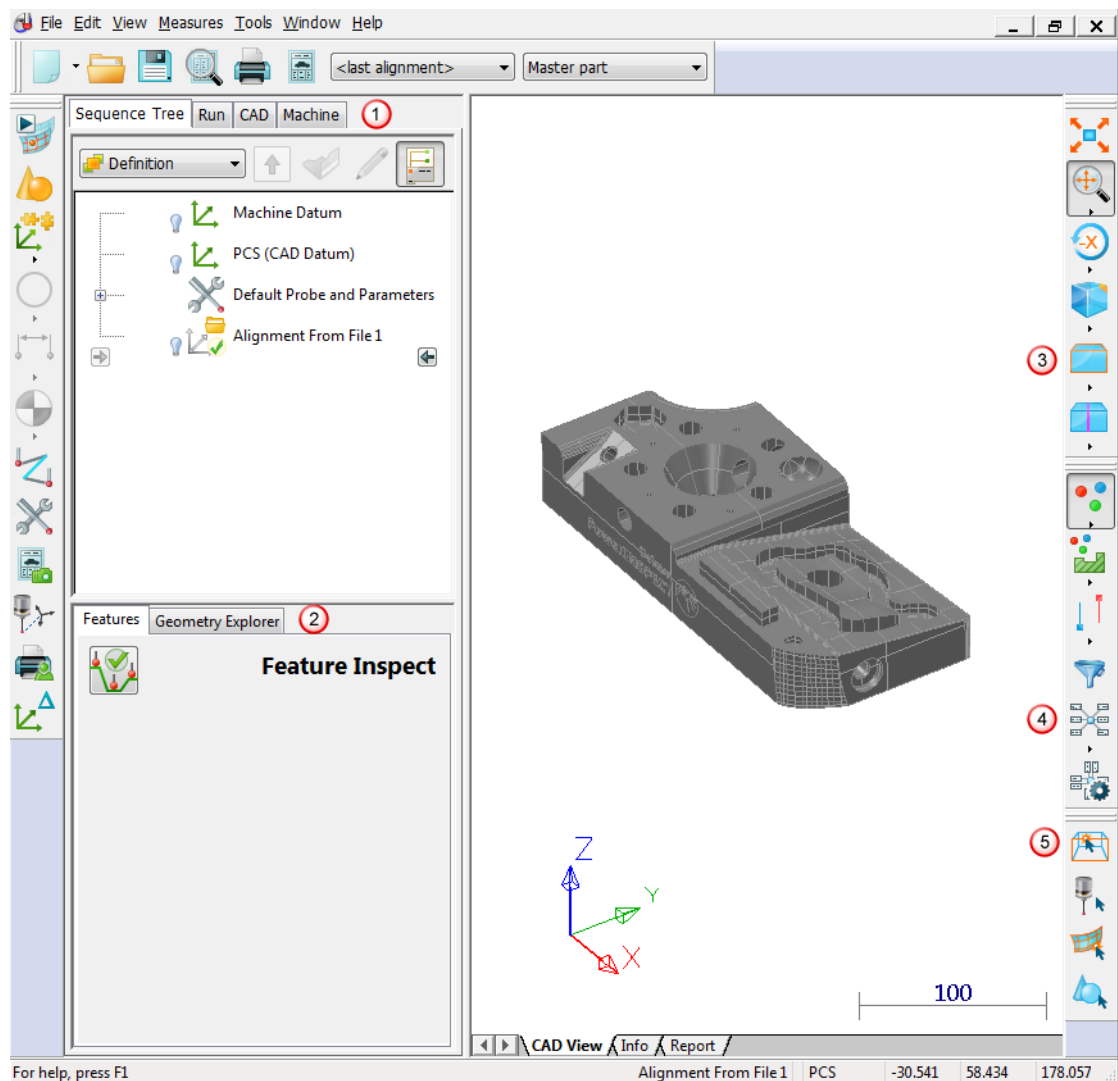 File Edit View Measures Tools Window Help
<last alignment> Master part
Sequence Tree Run CAD Machine 1
Definition
Machine Datum
PCS (CAD Datum)
Default Probe and Parameters
Alignment From File 1
Features Geometry Explorer 2
Feature Inspect
-X
3
4
5
Z
Y
X
100
CAD View Info Report
For help, press F1 Alignment From File 1 PCS -30.541 58.434 178.057